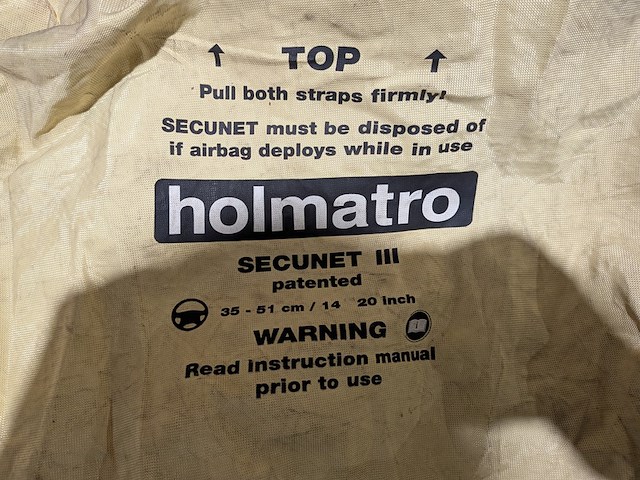 TOP
Pull both straps firmly!
SECUNET must be disposed of
if airbag deploys while in use
holmatro
SECUNET III
patented
35 - 51 cm / 14 20 inch
WARNING
Read instruction manual
prior to use